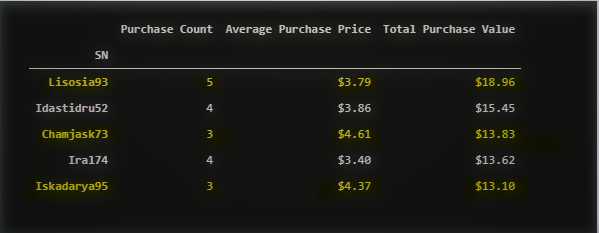 Purchase Count Average Purchase Price Total Purchase Value
SN
Lisosia93 5 $3.79 $18.96
Idastidru52 4 $3.86 $15.45
Chamjask73 3 $4.61 $13.83
Iral74 4 $3.40 $13.62
Iskadarya95 3 $4.37 $13.10